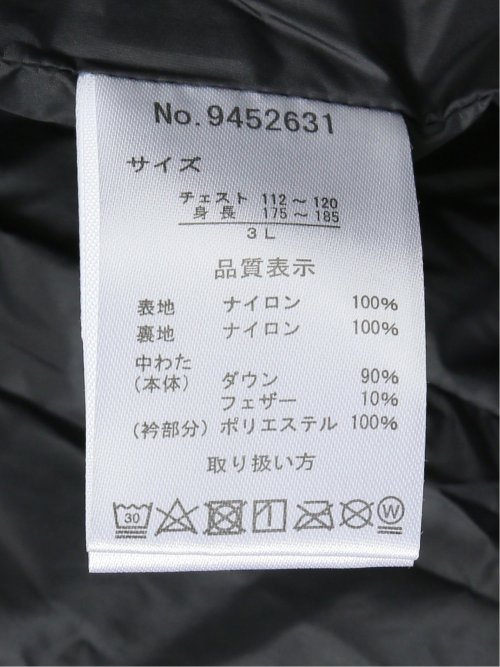 No.9452631
サイズ
チェスト 112～120
身長 175～185
3L
品質表示
表地 ナイロン 100%
裏地 ナイロン 100%
中わた
(本体) ダウン 90%
フェザー 10%
(衿部分) ポリエステル 100%
取り扱い方
30 W